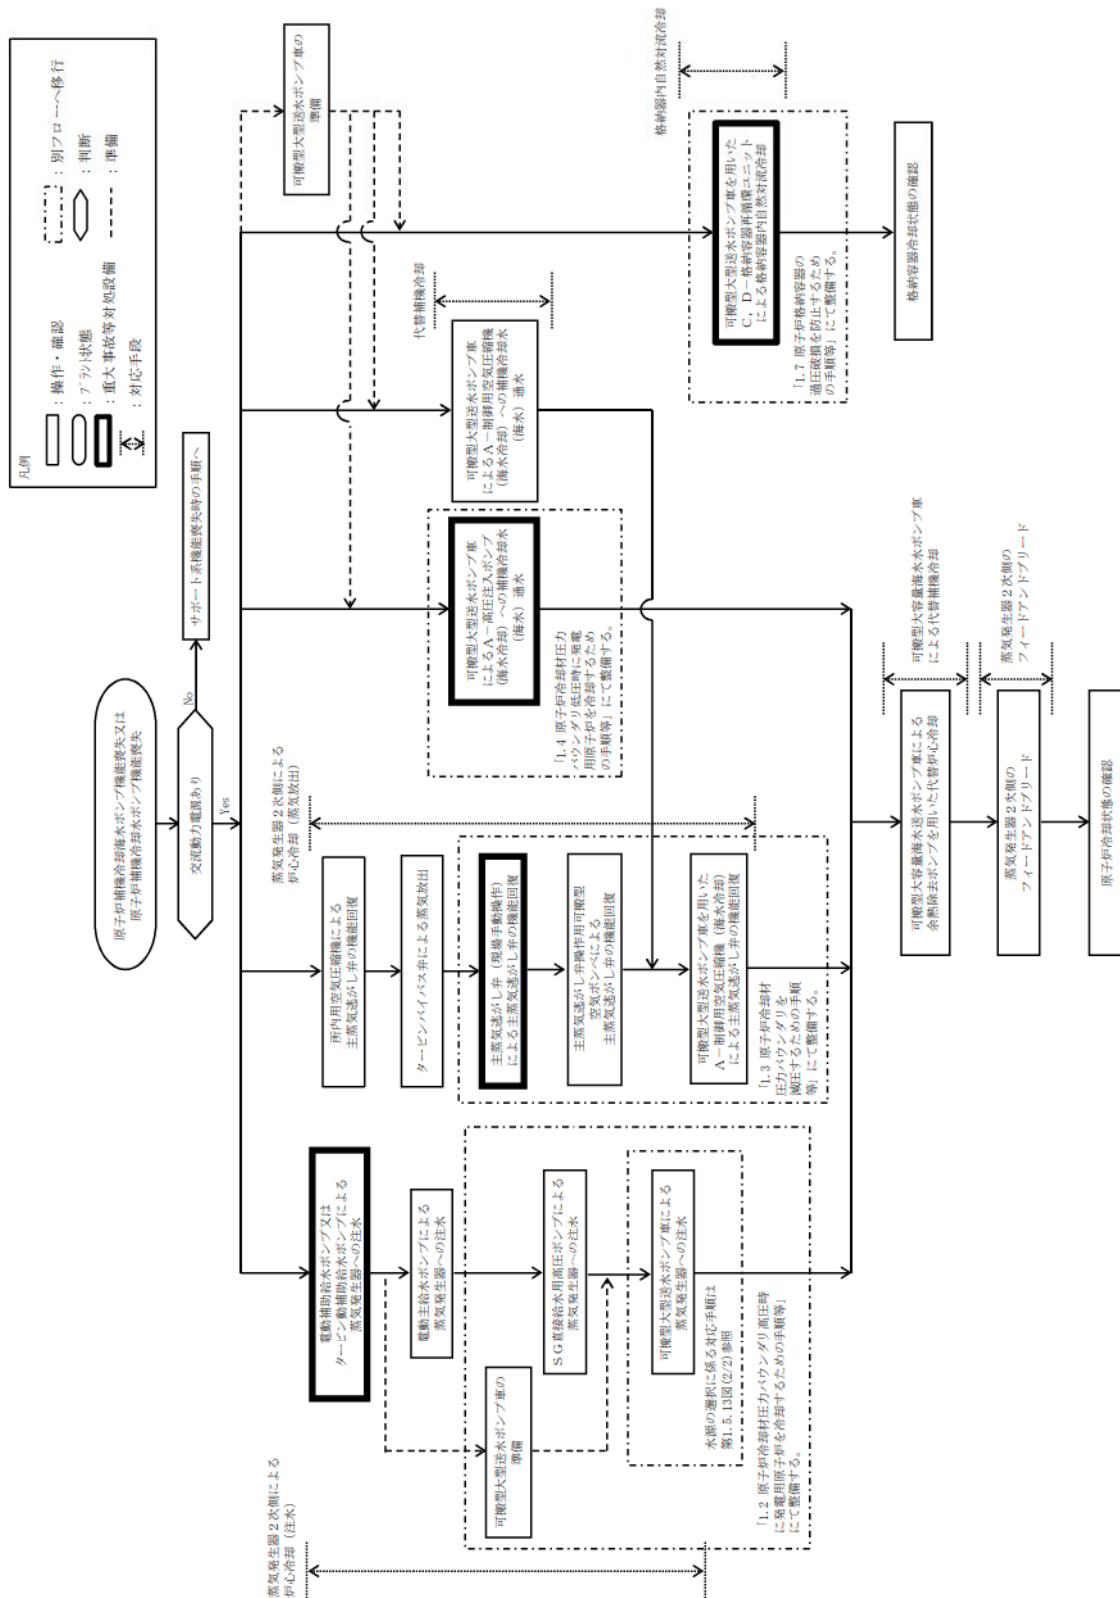 凡例
：操作・確認
：プラント状態
：重大事故等対処設備
：対応手段
：別フローへ移行
：判断
：準備
原子炉補機冷却海水ポンプ機能喪失又は
原子炉補機冷却水ポンプ機能喪失
交流動力電源あり
No
サポート系機能喪失時の手順へ
Yes
蒸気発生器２次側による
炉心冷却（注水）
電動補助給水ポンプ又は
タービン動補助給水ポンプによる
蒸気発生器への注水
電動主給水ポンプによる
蒸気発生器への注水
可搬型大型送水ポンプ車の
準備
ＳＧ直接給水用高圧ポンプによる
蒸気発生器への注水
可搬型大型送水ポンプ車による
蒸気発生器への注水
水源の選択に係る対応手順は
第1.5.13図(2/2)参照
「1.2 原子炉冷却材圧力バウンダリ高圧時
に発電用原子炉を冷却するための手順等」
にて整備する。
蒸気発生器２次側による
炉心冷却（蒸気放出）
所内用空気圧縮機による
主蒸気逃がし弁の機能回復
タービンバイパス弁による蒸気放出
主蒸気逃がし弁（現場手動操作）
による主蒸気逃がし弁の機能回復
主蒸気逃がし弁操作用可搬型
空気ボンベによる
主蒸気逃がし弁の機能回復
可搬型大型送水ポンプ車を用いた
Ａ－制御用空気圧縮機（海水冷却）
による主蒸気逃がし弁の機能回復
「1.3 原子炉冷却材
圧力バウンダリを
減圧するための手順
等」にて整備する。
可搬型大型送水ポンプ車
によるＡ－高圧注入ポンプ
（海水冷却）への補機冷却水
（海水）通水
「1.4 原子炉冷却材圧力
バウンダリ低圧時に発電
用原子炉を冷却するため
の手順等」にて整備する。
代替補機冷却
可搬型大型送水ポンプ車
によるＡ－制御用空気圧縮機
（海水冷却）への補機冷却水
（海水）通水
可搬型大型送水ポンプ車の
準備
格納容器内自然対流冷却
可搬型大型送水ポンプ車を用いた
Ｃ，Ｄ－格納容器再循環ユニット
による格納容器内自然対流冷却
「1.7 原子炉格納容器の
過圧破損を防止するため
の手順等」にて整備する。
格納容器冷却状態の確認
可搬型大容量海水送水ポンプ車による
余熱除去ポンプを用いた代替炉心冷却
可搬型大容量海水水ポンプ車
による代替補機冷却
蒸気発生器２次側の
フィードアンドブリード
蒸気発生器２次側の
フィードアンドブリード
原子炉冷却状態の確認